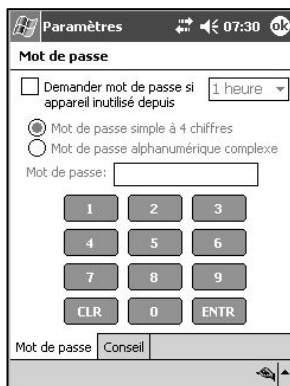 Paramètres 07:30 ok
Mot de passe
Demander mot de passe si
appareil inutilisé depuis 1 heure
Mot de passe simple à 4 chiffres
Mot de passe alphanumérique complexe
Mot de passe:
1 2 3
4 5 6
7 8 9
CLR 0 ENTR
Mot de passe Conseil